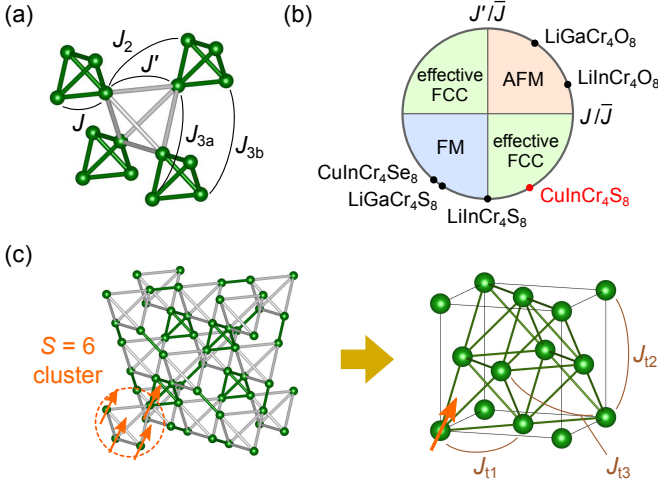 (a)
J₂
J′
J
J₃ₐ
J₃b
(b)
J′/J̅
LiGaCr₄O₈
effective
FCC
AFM
LiInCr₄O₈
J/J̅
FM
effective
FCC
CuInCr₄Se₈
LiGaCr₄S₈
LiInCr₄S₈
CuInCr₄S₈
(c)
S = 6
cluster
Jt2
Jt1
Jt3